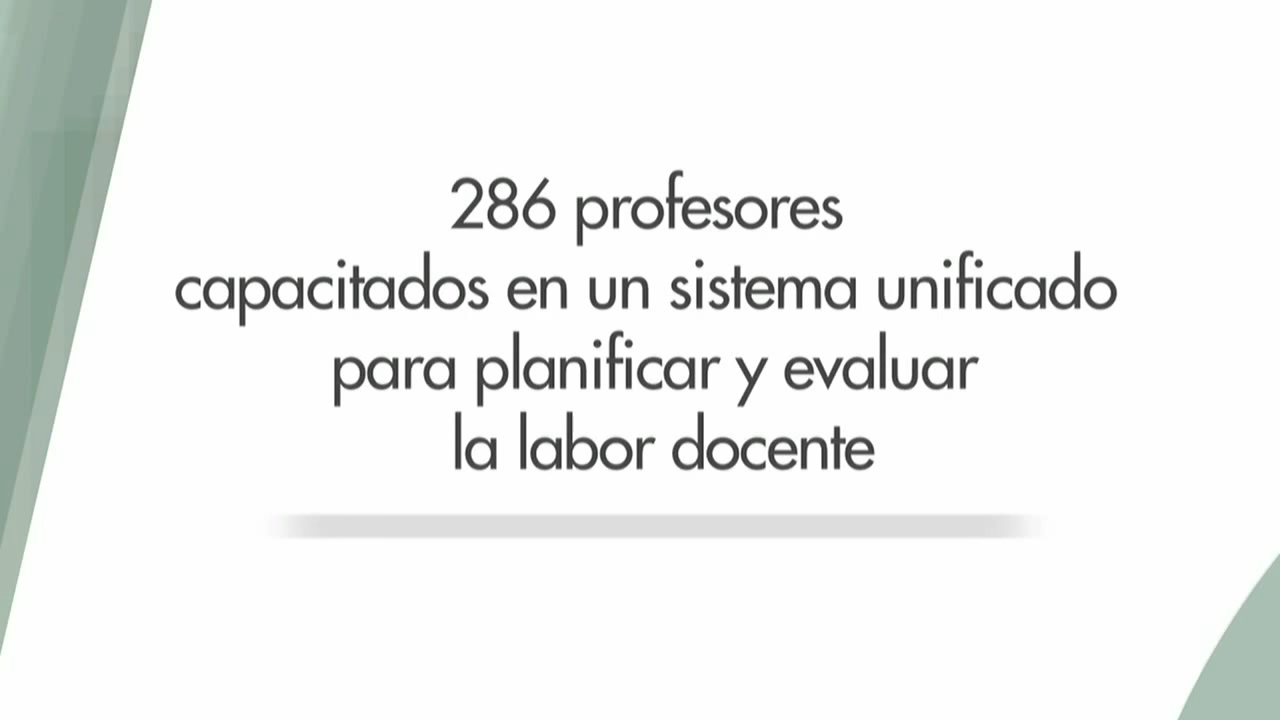 286 profesores
capacitados en un sistema unificado
para planificar y evaluar
la labor docente